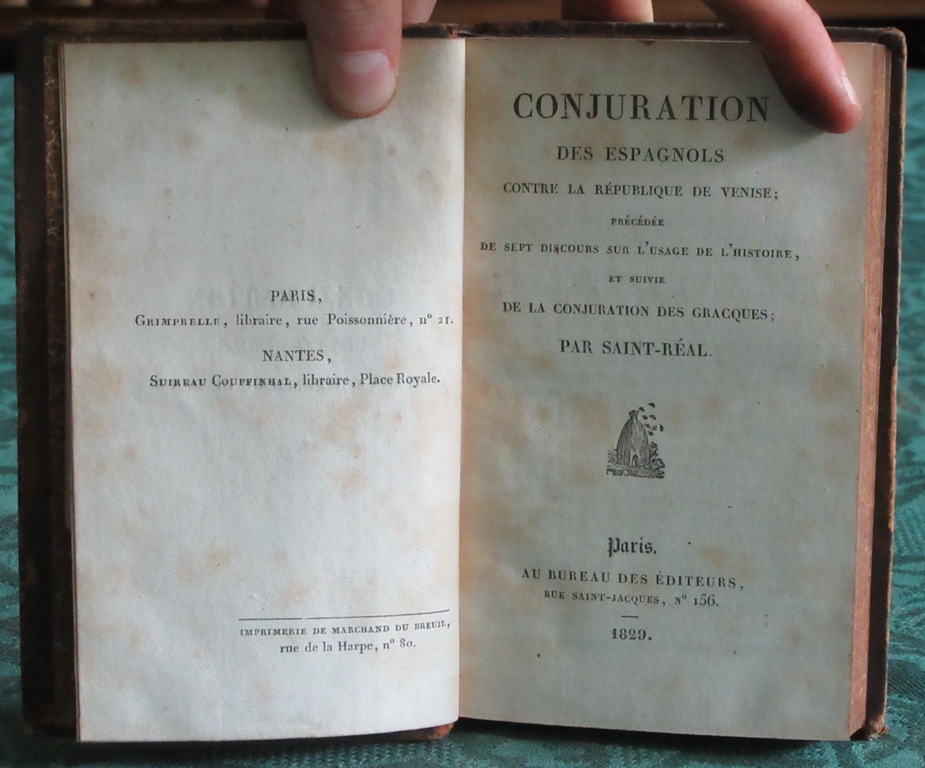 PARIS,
GRIMPRELLE, libraire, rue Poissonnière, n° 21.
NANTES,
SUIREAU COUFFINHAL, libraire, Place Royale.
IMPRIMERIE DE MARCHAND DU BREUIL,
rue de la Harpe, n° 80.
CONJURATION
DES ESPAGNOLS
CONTRE LA RÉPUBLIQUE DE VENISE;
PRÉCÉDÉE
DE SEPT DISCOURS SUR L'USAGE DE L'HISTOIRE,
ET SUIVIE
DE LA CONJURATION DES GRACQUES;
PAR SAINT-RÉAL.
Paris.
AU BUREAU DES ÉDITEURS,
RUE SAINT-JACQUES, N° 156.
1829.